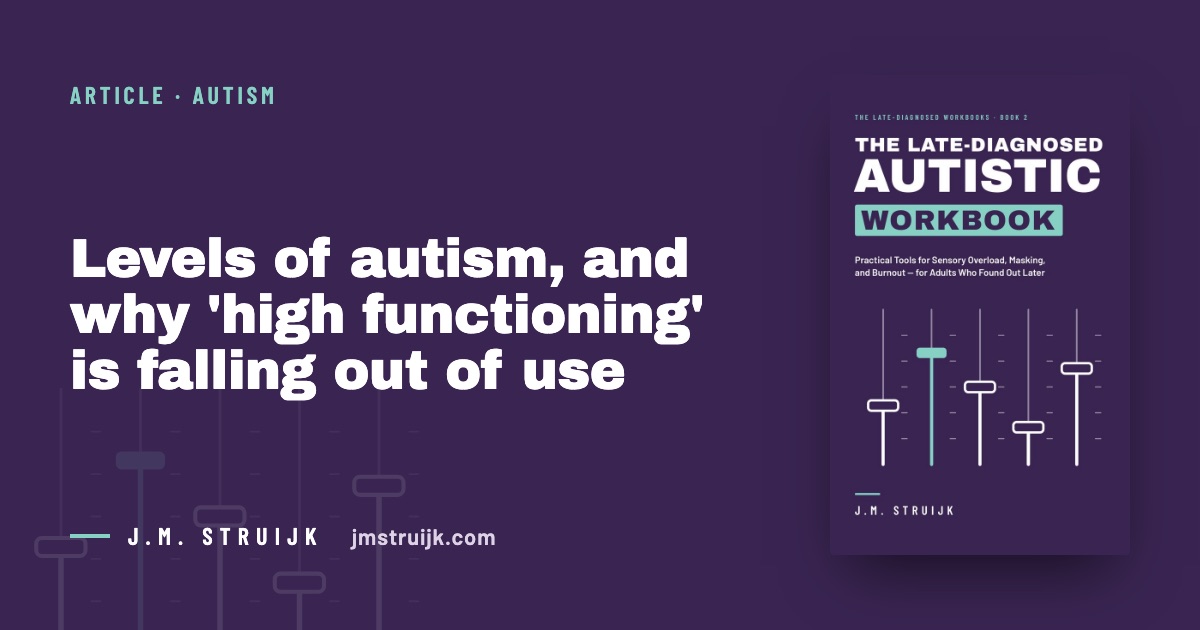 ARTICLE · AUTISM
Levels of autism, and
why 'high functioning'
is falling out of use
J.M. STRUIJK jmstruijk.com
THE LATE-DIAGNOSED WORKBOOKS · BOOK 2
THE LATE-DIAGNOSED
AUTISTIC
WORKBOOK
Practical Tools for Sensory Overload, Masking,
and Burnout — for Adults Who Found Out Later
J.M. STRUIJK